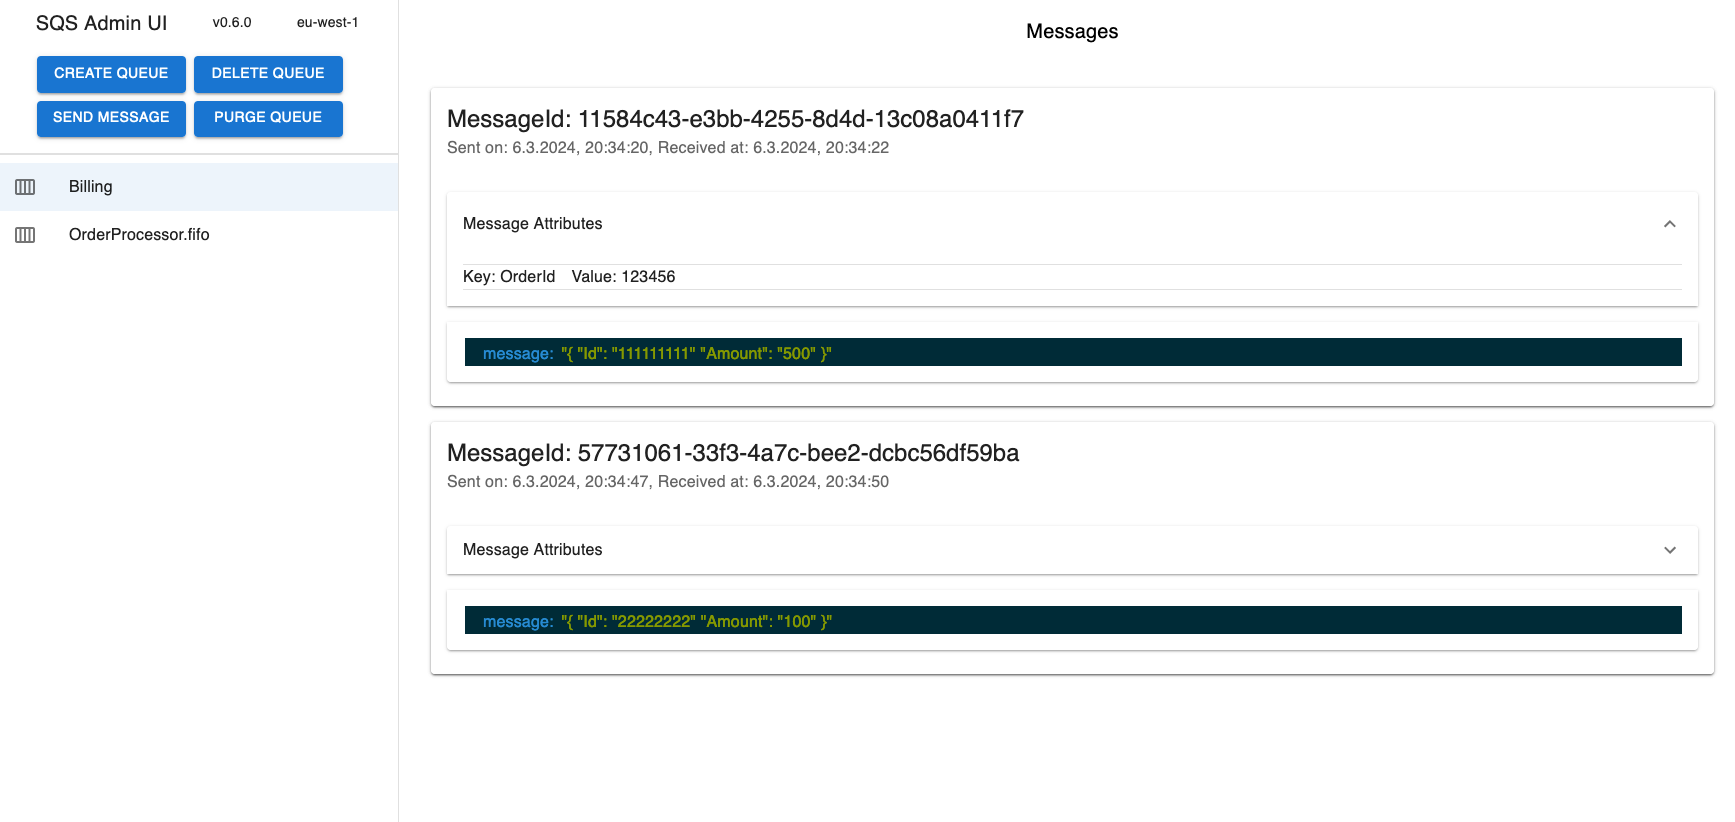 SQS Admin UI v0.6.0 eu-west-1
CREATE QUEUE DELETE QUEUE
SEND MESSAGE PURGE QUEUE
Billing
OrderProcessor.fifo
Messages
MessageId: 11584c43-e3bb-4255-8d4d-13c08a0411f7
Sent on: 6.3.2024, 20:34:20, Received at: 6.3.2024, 20:34:22
Message Attributes
Key: OrderId Value: 123456
message: "{ "Id": "111111111" "Amount": "500" }"
MessageId: 57731061-33f3-4a7c-bee2-dcbc56df59ba
Sent on: 6.3.2024, 20:34:47, Received at: 6.3.2024, 20:34:50
Message Attributes
message: "{ "Id": "22222222" "Amount": "100" }"